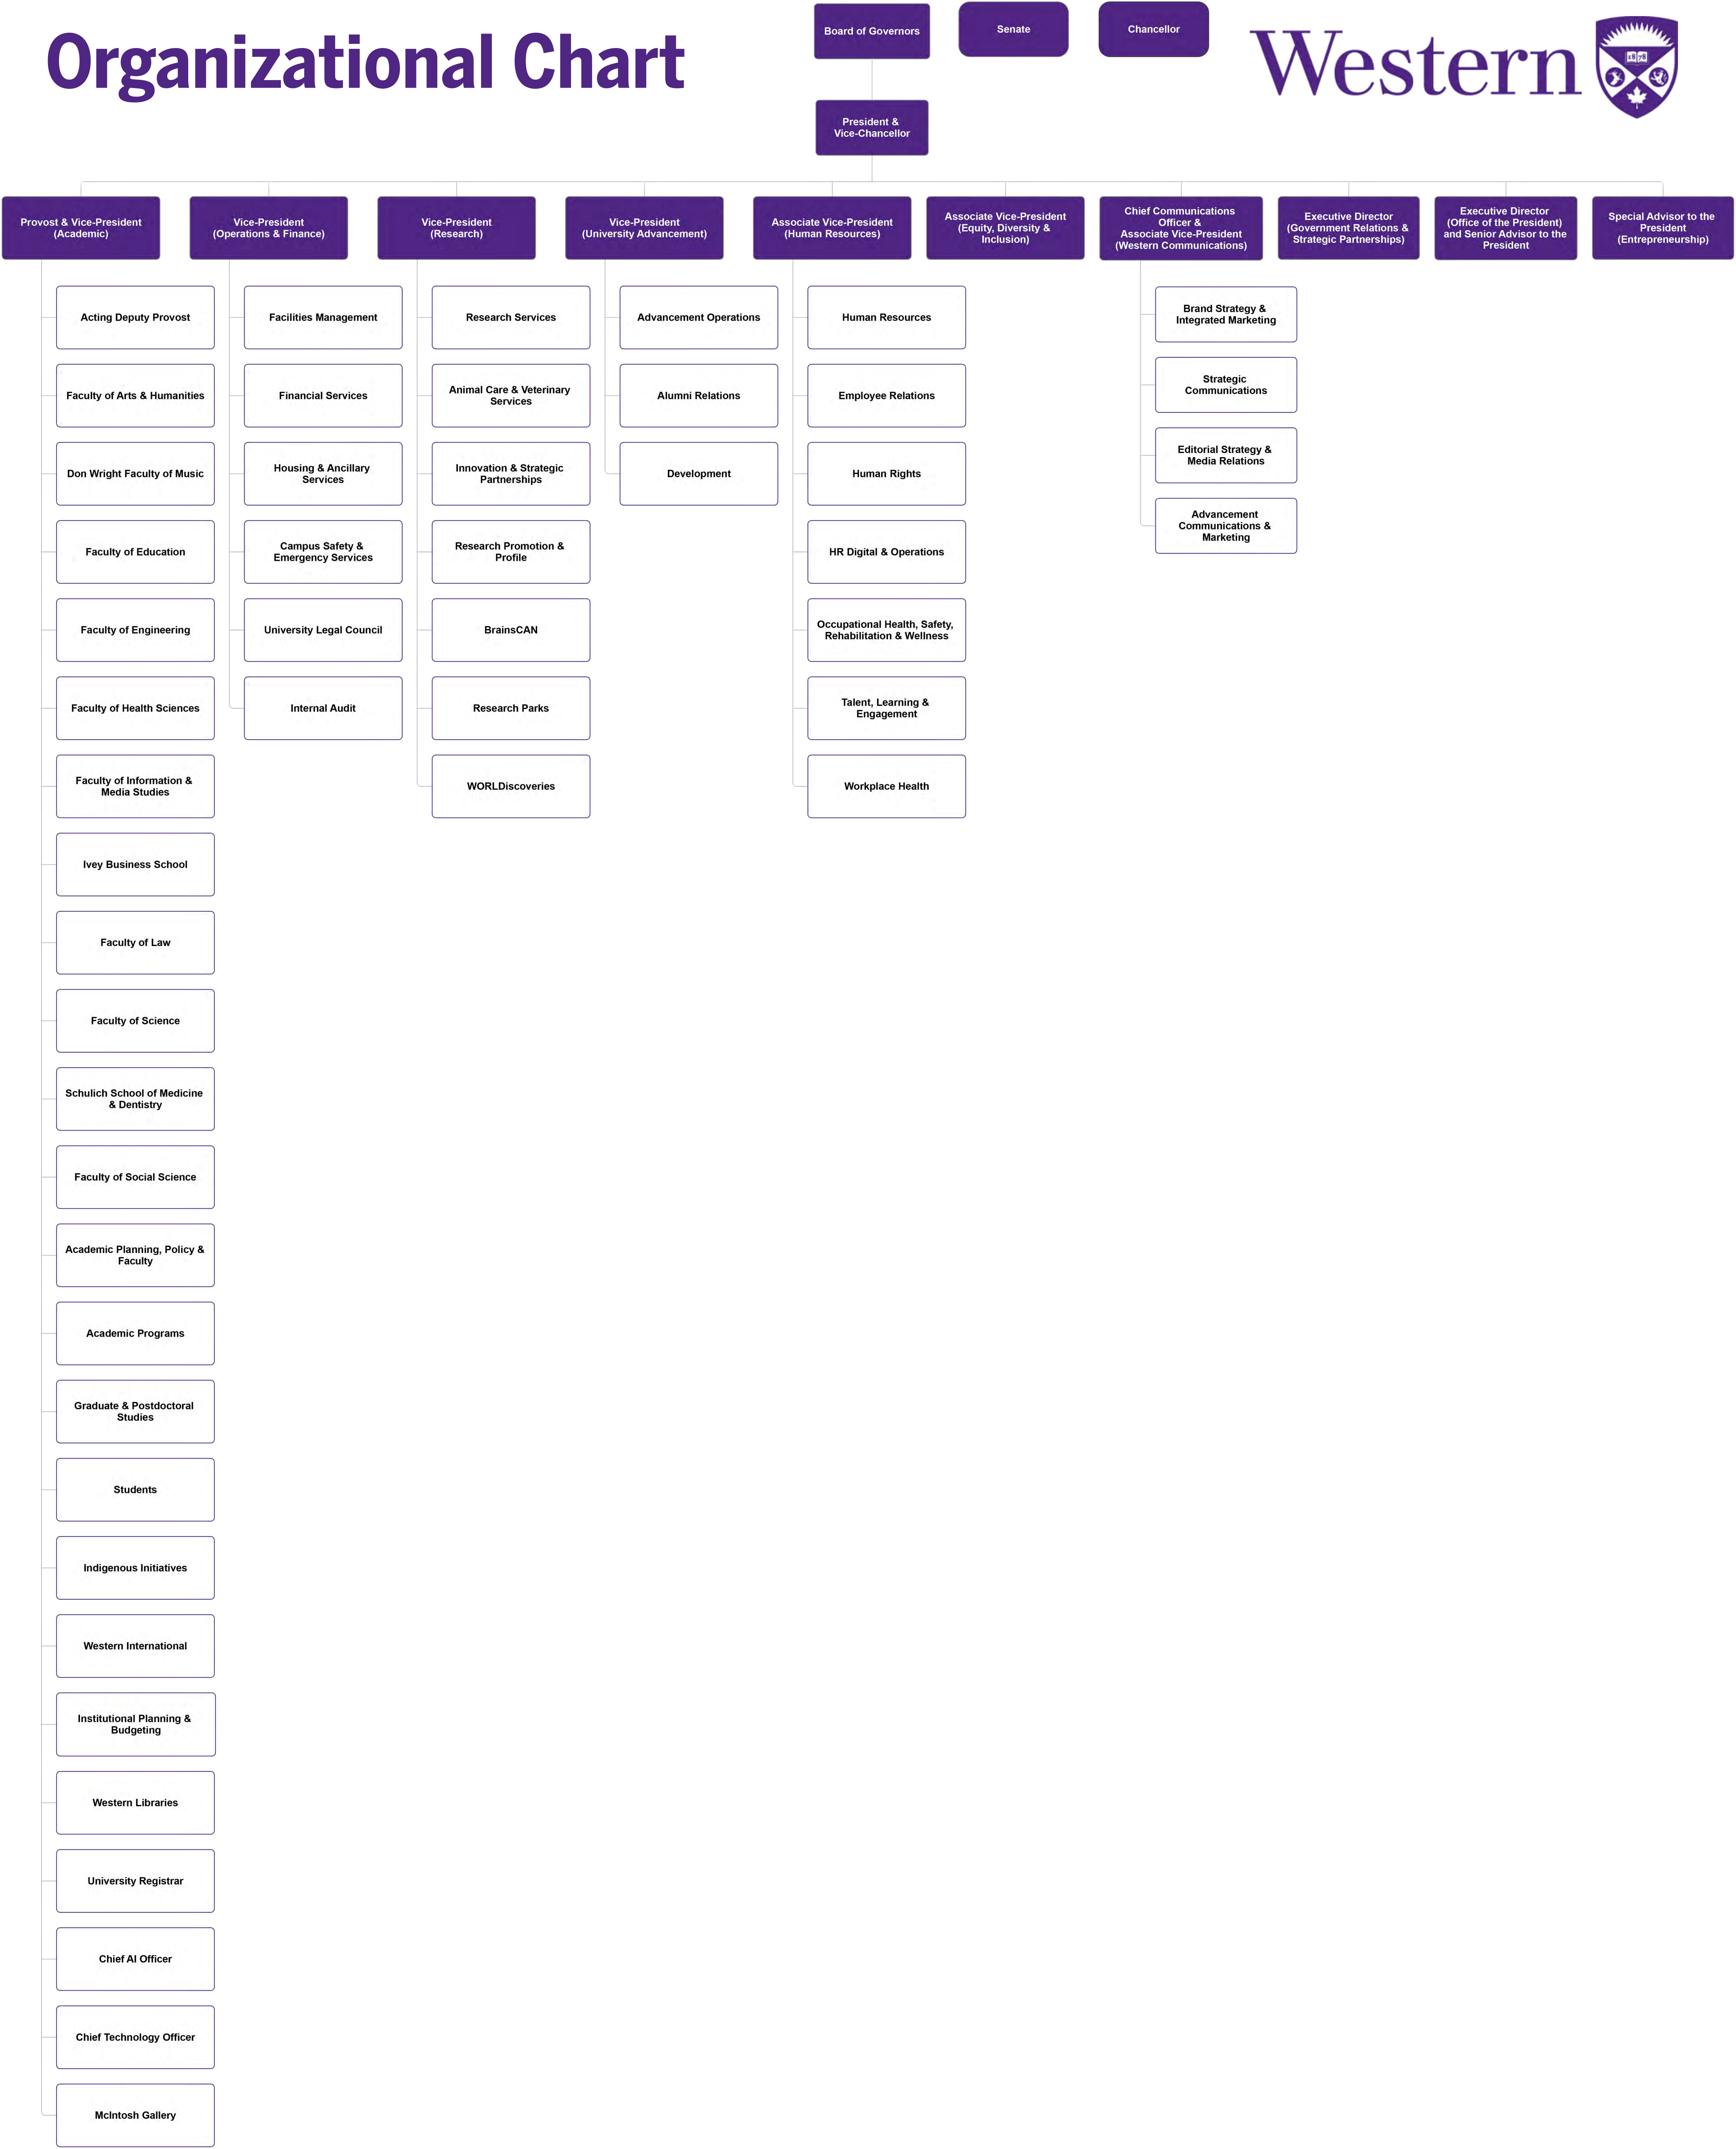 Organizational Chart
Board of Governors
Senate
Chancellor
Western
1878
President &
Vice-Chancellor
Provost & Vice-President
(Academic)
Vice-President
(Operations & Finance)
Vice-President
(Research)
Vice-President
(University Advancement)
Associate Vice-President
(Human Resources)
Associate Vice-President
(Equity, Diversity &
Inclusion)
Chief Communications
Officer &
Associate Vice-President
(Western Communications)
Executive Director
(Government Relations &
Strategic Partnerships)
Executive Director
(Office of the President)
and Senior Advisor to the
President
Special Advisor to the
President
(Entrepreneurship)
Acting Deputy Provost
Faculty of Arts & Humanities
Don Wright Faculty of Music
Faculty of Education
Faculty of Engineering
Faculty of Health Sciences
Faculty of Information &
Media Studies
Ivey Business School
Faculty of Law
Faculty of Science
Schulich School of Medicine
& Dentistry
Faculty of Social Science
Academic Planning, Policy &
Faculty
Academic Programs
Graduate & Postdoctoral
Studies
Students
Indigenous Initiatives
Western International
Institutional Planning &
Budgeting
Western Libraries
University Registrar
Chief AI Officer
Chief Technology Officer
McIntosh Gallery
Facilities Management
Financial Services
Housing & Ancillary
Services
Campus Safety &
Emergency Services
University Legal Council
Internal Audit
Research Services
Animal Care & Veterinary
Services
Innovation & Strategic
Partnerships
Research Promotion &
Profile
BrainsCAN
Research Parks
WORLDiscoveries
Advancement Operations
Alumni Relations
Development
Human Resources
Employee Relations
Human Rights
HR Digital & Operations
Occupational Health, Safety,
Rehabilitation & Wellness
Talent, Learning &
Engagement
Workplace Health
Brand Strategy &
Integrated Marketing
Strategic
Communications
Editorial Strategy &
Media Relations
Advancement
Communications &
Marketing